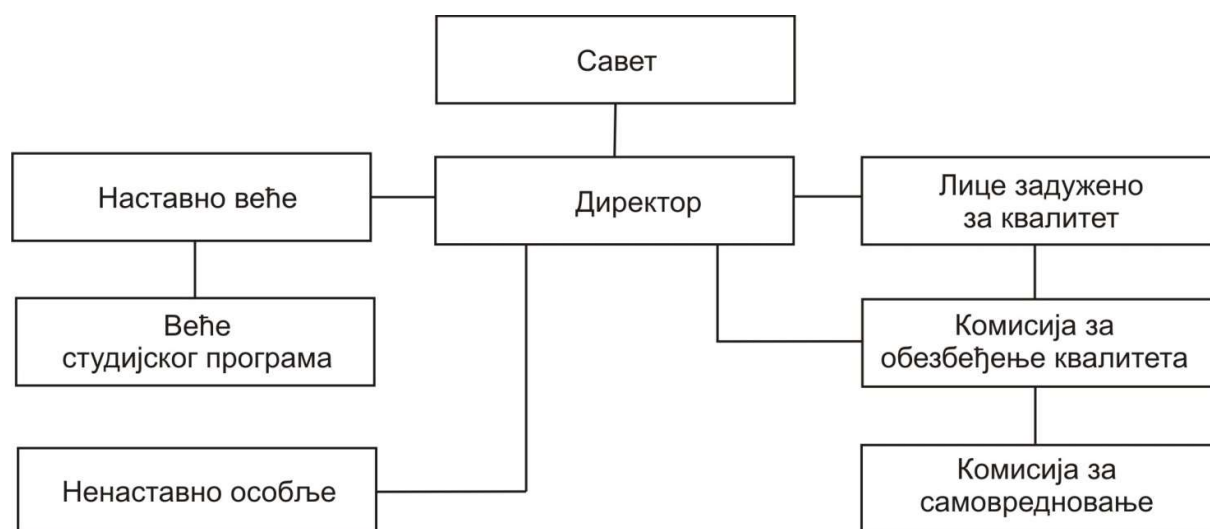 Савет
Наставно веће
Директор
Лице задужено
за квалитет
Веће
студијског програма
Комисија за
обезбеђење квалитета
Ненаставно особље
Комисија за
самовредновање